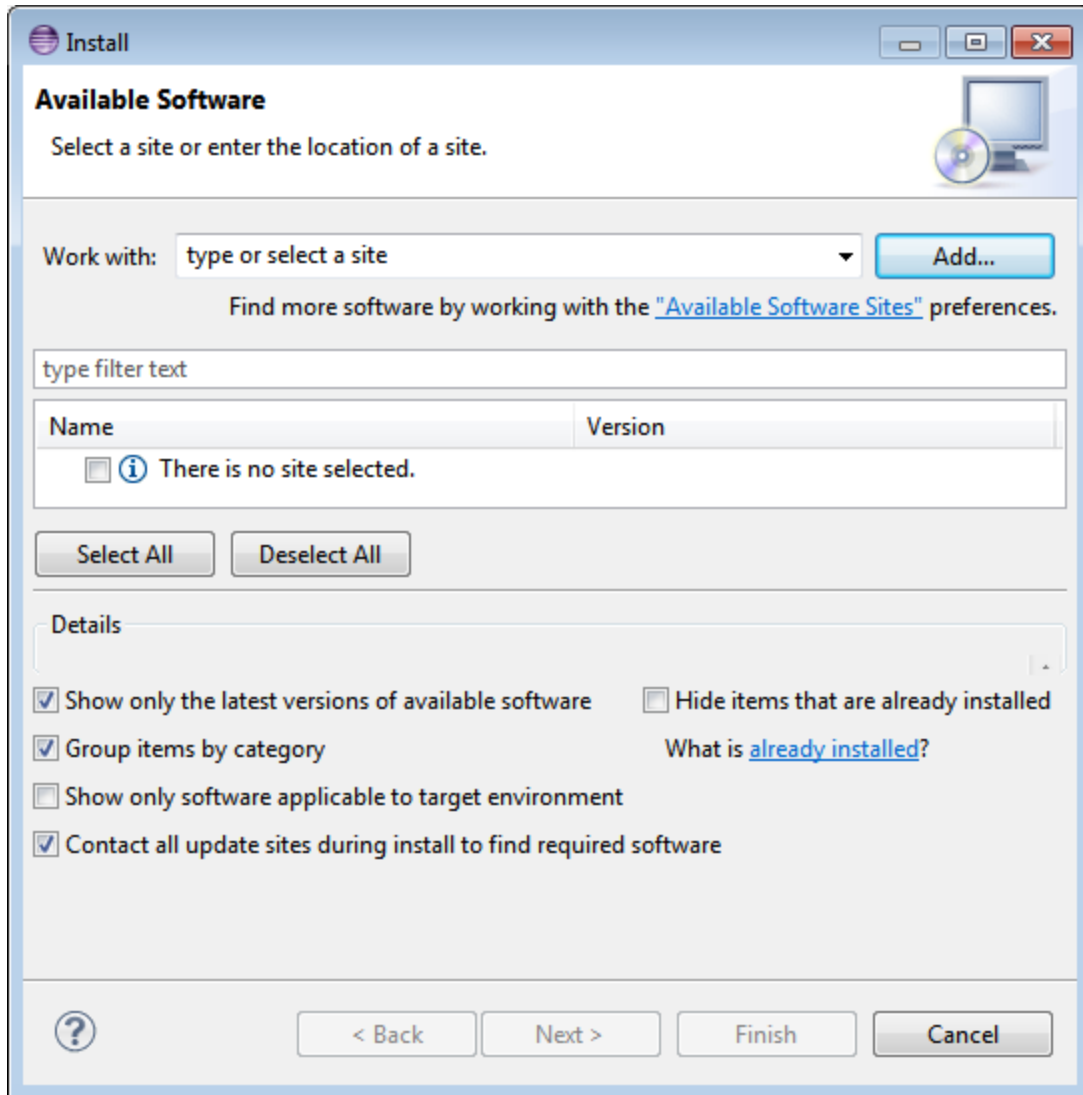 Install
Available Software
Select a site or enter the location of a site.
Work with: type or select a site Add...
Find more software by working with the "Available Software Sites" preferences.
type filter text
Name Version
There is no site selected.
Select All Deselect All
Details
Show only the latest versions of available software Hide items that are already installed
Group items by category What is already installed?
Show only software applicable to target environment
Contact all update sites during install to find required software
? < Back Next > Finish Cancel